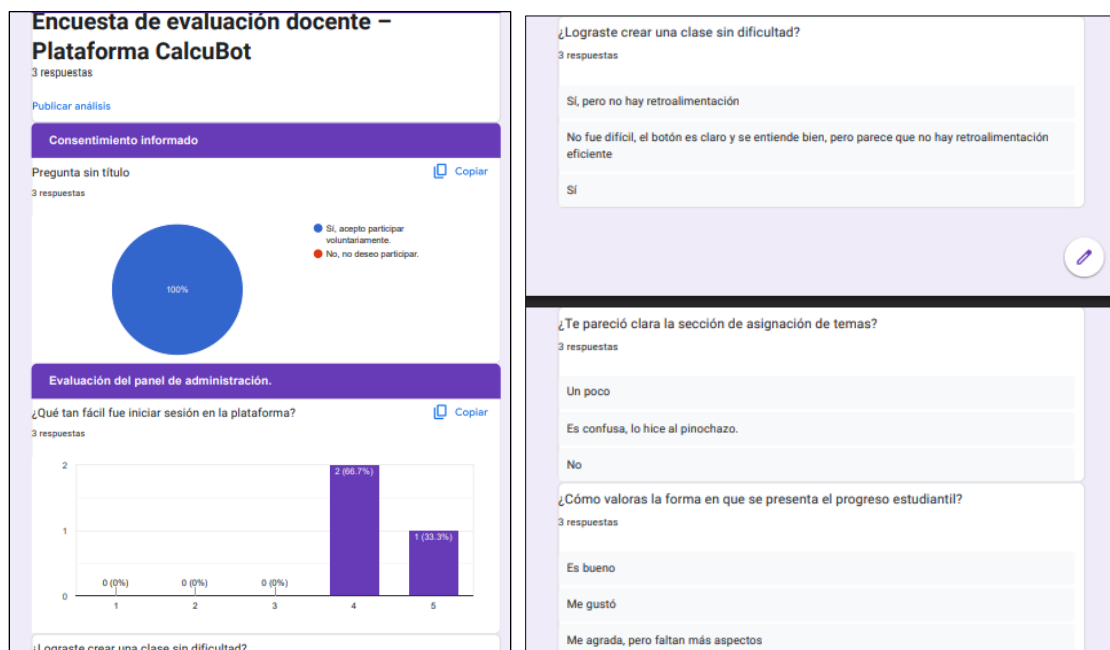 Encuesta de evaluación docente –
Plataforma CalcuBot
3 respuestas
Publicar análisis
Consentimiento informado
Pregunta sin título
Copiar
3 respuestas
Sí, acepto participar
voluntariamente.
No, no deseo participar.
100%
Evaluación del panel de administración.
¿Qué tan fácil fue iniciar sesión en la plataforma?
Copiar
3 respuestas
2
1
0
2 (66.7%)
1 (33.3%)
0 (0%)
0 (0%)
0 (0%)
1
2
3
4
5
¿Lograste crear una clase sin dificultad?
¿Lograste crear una clase sin dificultad?
3 respuestas
Sí, pero no hay retroalimentación
No fue difícil, el botón es claro y se entiende bien, pero parece que no hay retroalimentación
eficiente
Sí
¿Te pareció clara la sección de asignación de temas?
3 respuestas
Un poco
Es confusa, lo hice al pinochazo.
No
¿Cómo valoras la forma en que se presenta el progreso estudiantil?
3 respuestas
Es bueno
Me gustó
Me agrada, pero faltan más aspectos